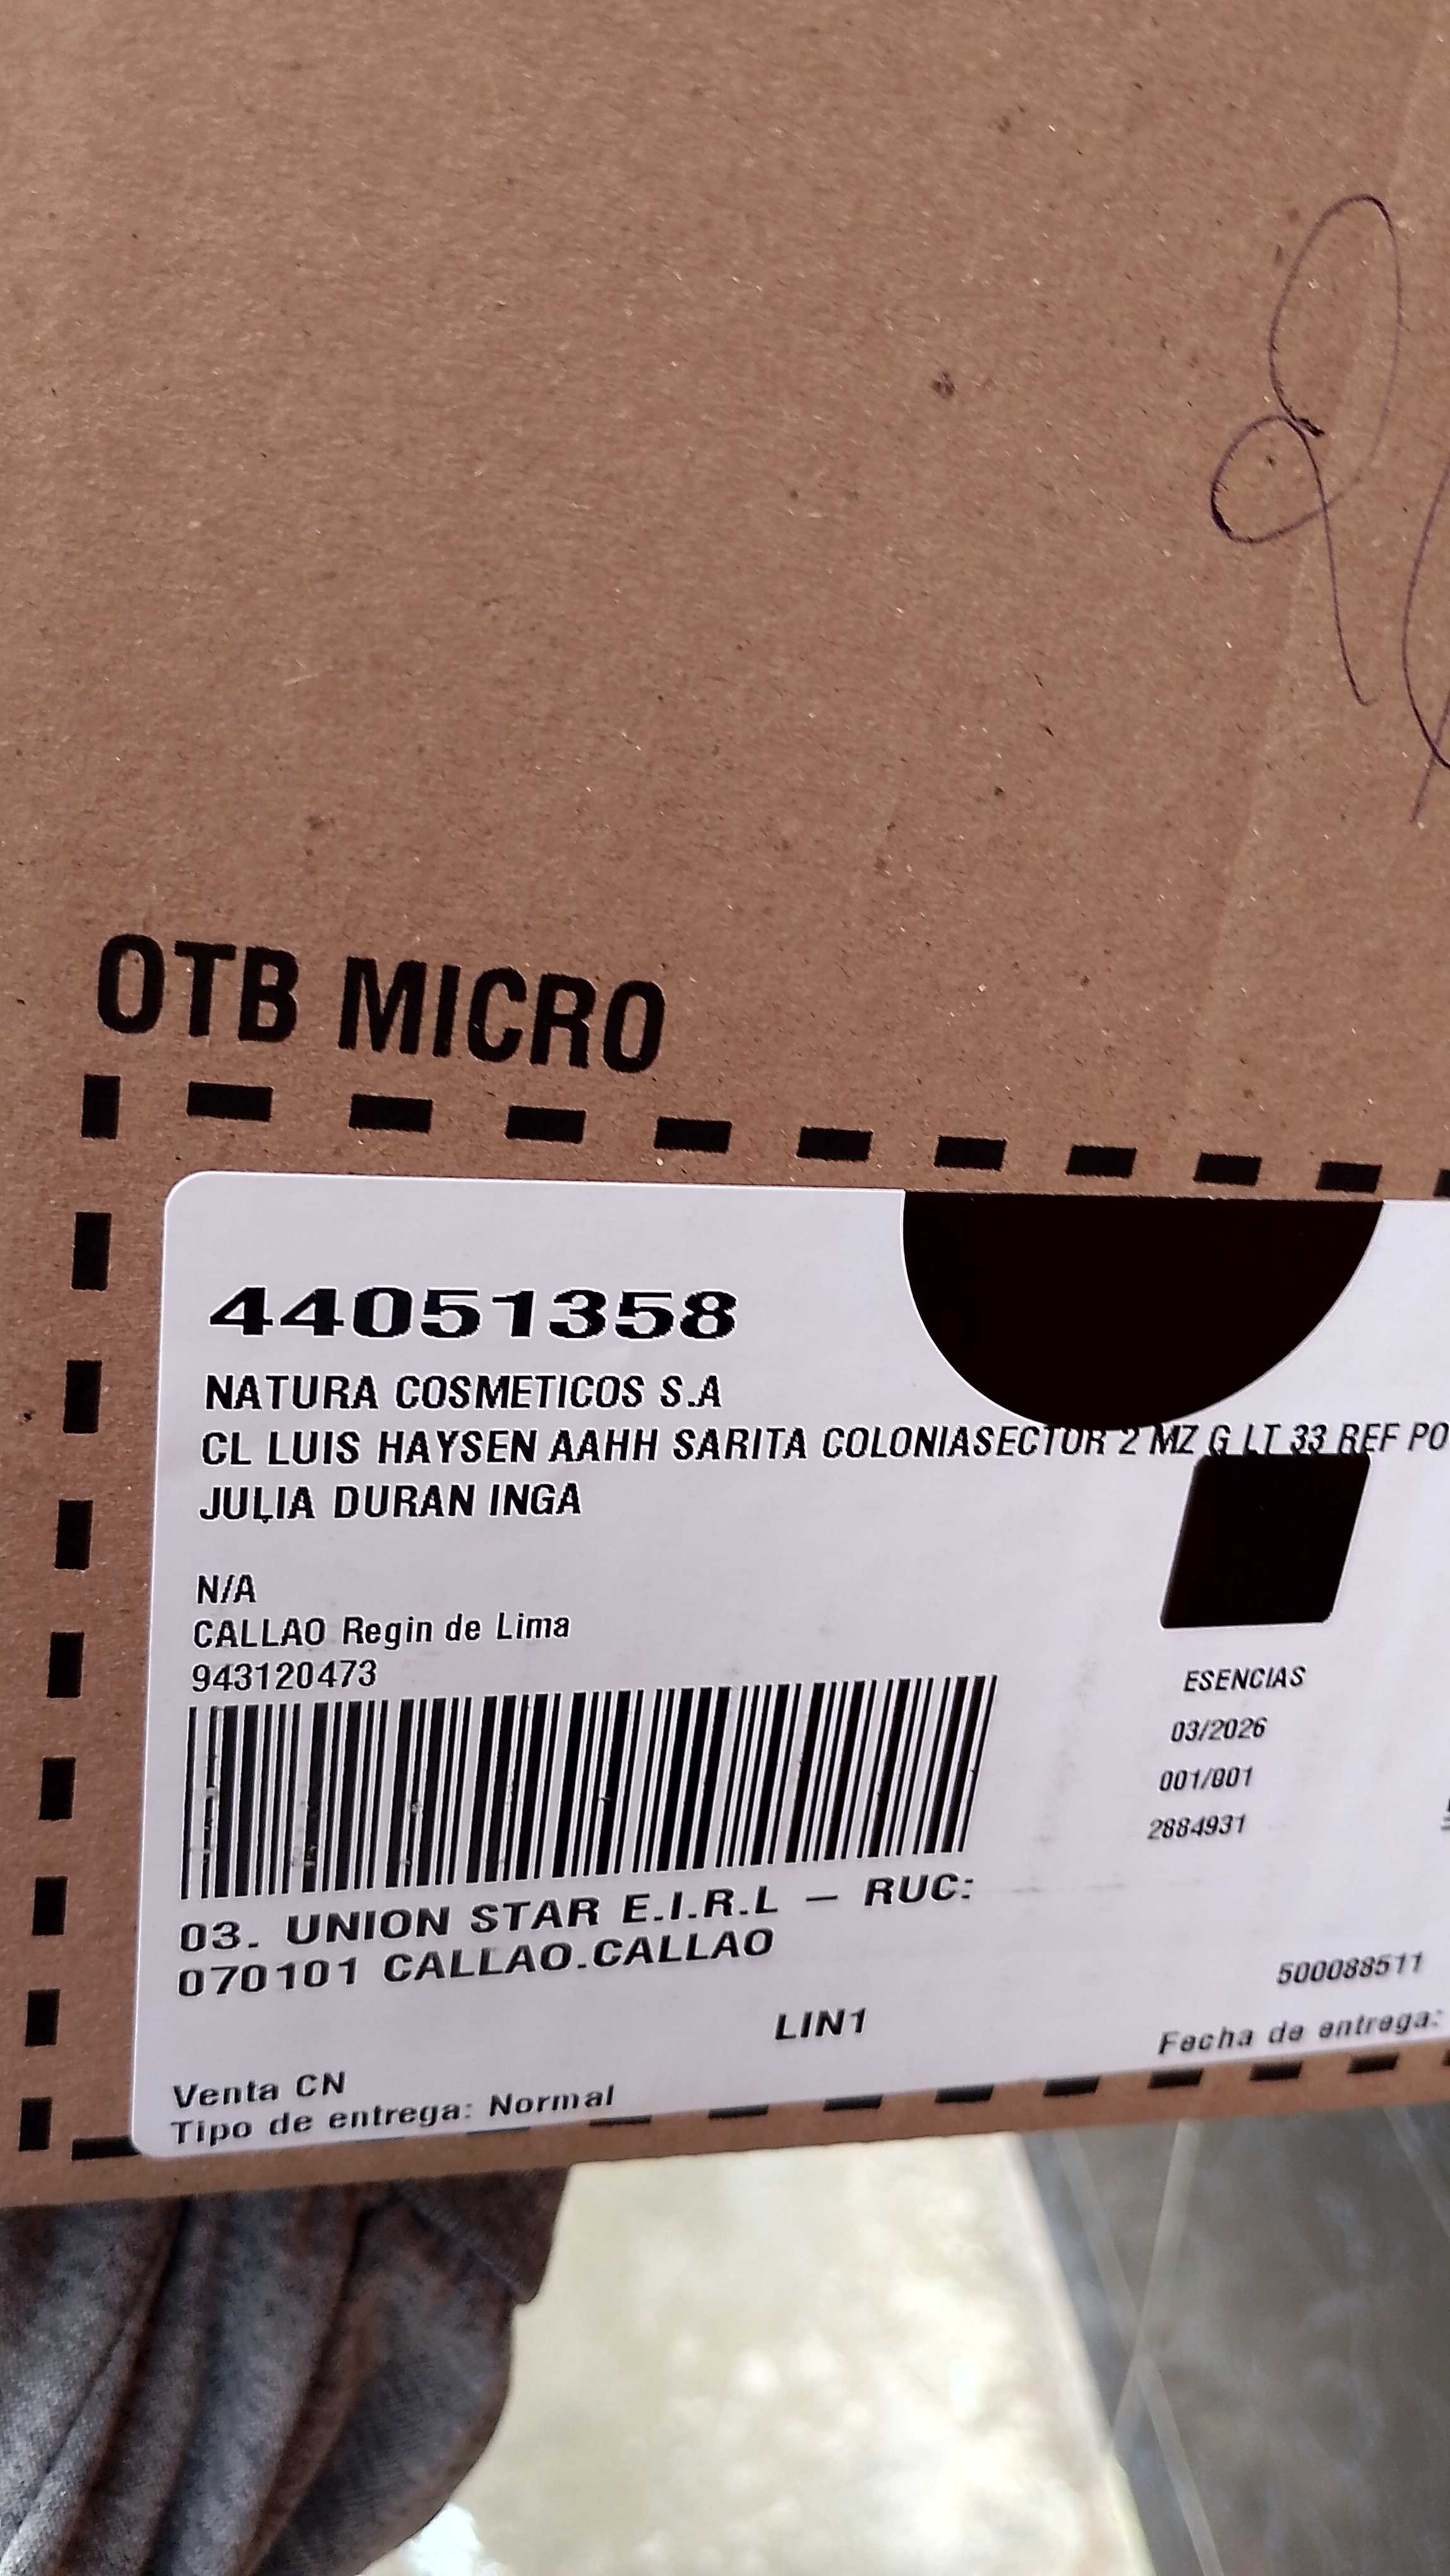 OTB MICRO
44051358
NATURA COSMETICOS S.A
CL LUIS HAYSEN AAHH SARITA COLONIASECTOR 2 MZ G LT 33 REF PO
JULIA DURAN INGA
N/A
CALLAO Regin de Lima
943120473
ESENCIAS
03/2026
001/001
2884931
03. UNION STAR E.I.R.L – RUC:
070101 CALLAO.CALLAO
500088511
LIN1
Fecha de entrega:
Venta CN
Tipo de entrega: Normal